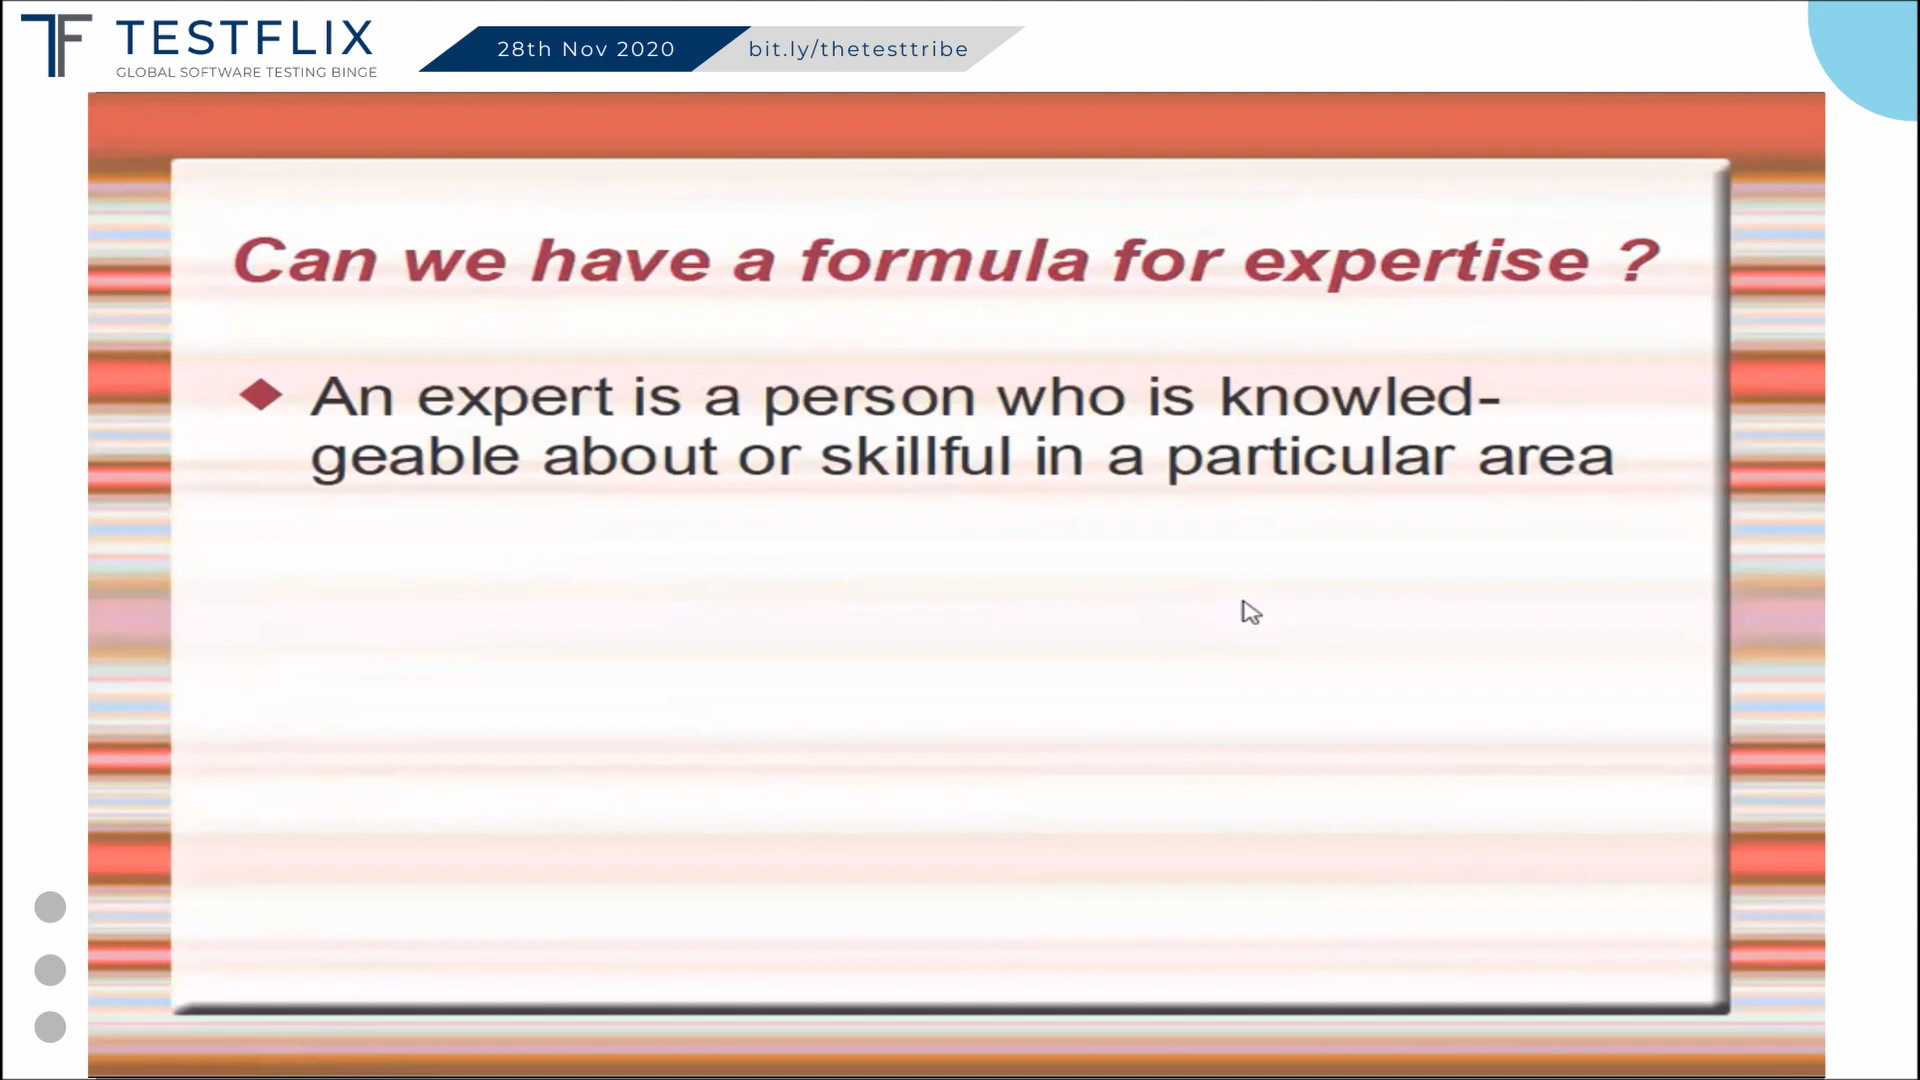 TF TESTFLIX
GLOBAL SOFTWARE TESTING BINGE
28th Nov 2020
bit.ly/thetesttribe
Can we have a formula for expertise ?
An expert is a person who is knowled-
geable about or skillful in a particular area